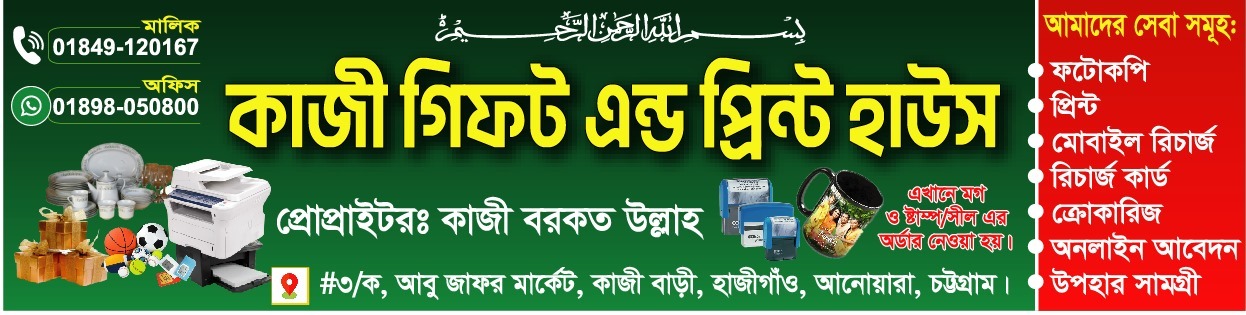 بِسْمِ اللهِ الرَّحْمٰنِ الرَّحِيْمِ
মালিক
01849-120167
অফিস
01898-050800
কাজী গিফট এন্ড প্রিন্ট হাউস
প্রোপ্রাইটরঃ কাজী বরকত উল্লাহ
এখানে মগ
ও ষ্টাম্প/সীল এর
অর্ডার নেওয়া হয়।
#৩/ক, আবু জাফর মার্কেট, কাজী বাড়ী, হাজীগাঁও, আনোয়ারা, চট্টগ্রাম।
আমাদের সেবা সমূহ:
ফটোকপি
প্রিন্ট
মোবাইল রিচার্জ
রিচার্জ কার্ড
ক্রোকারিজ
অনলাইন আবেদন
উপহার সামগ্রী